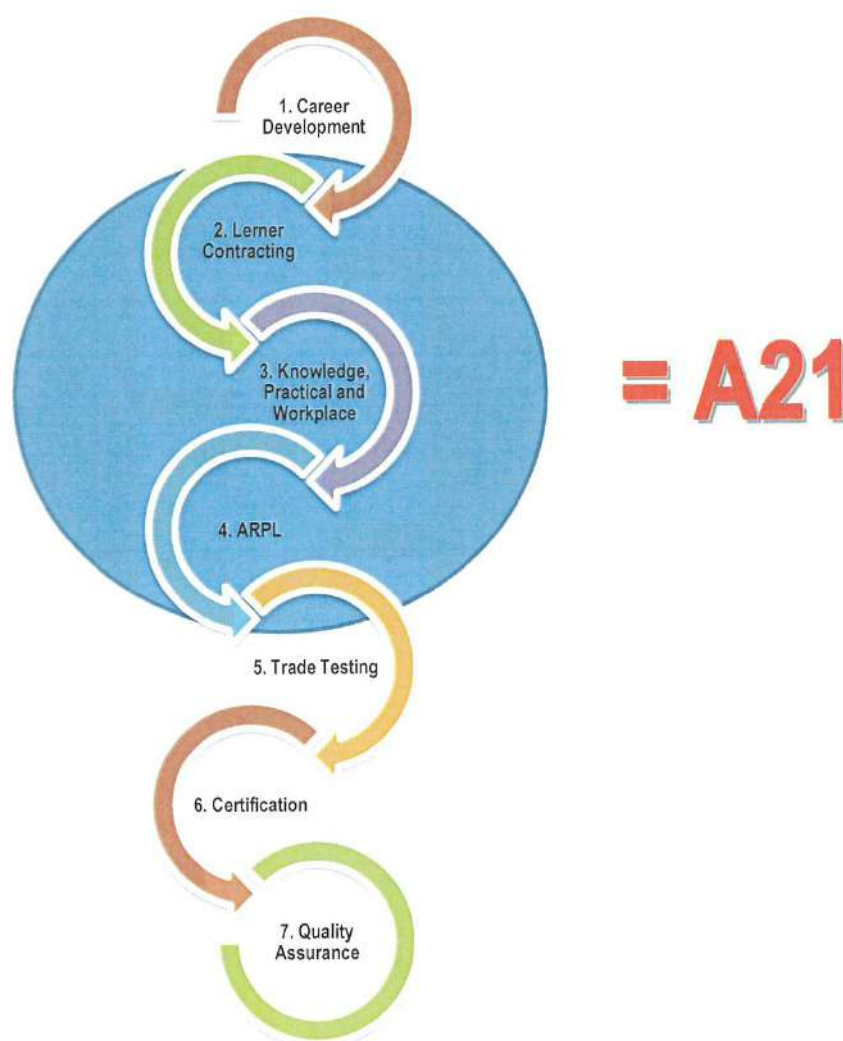 1. Career
Development
2. Lerner
Contracting
3. Knowledge,
Practical and
Workplace
= A21
4. ARPL
5. Trade Testing
6. Certification
7. Quality
Assurance